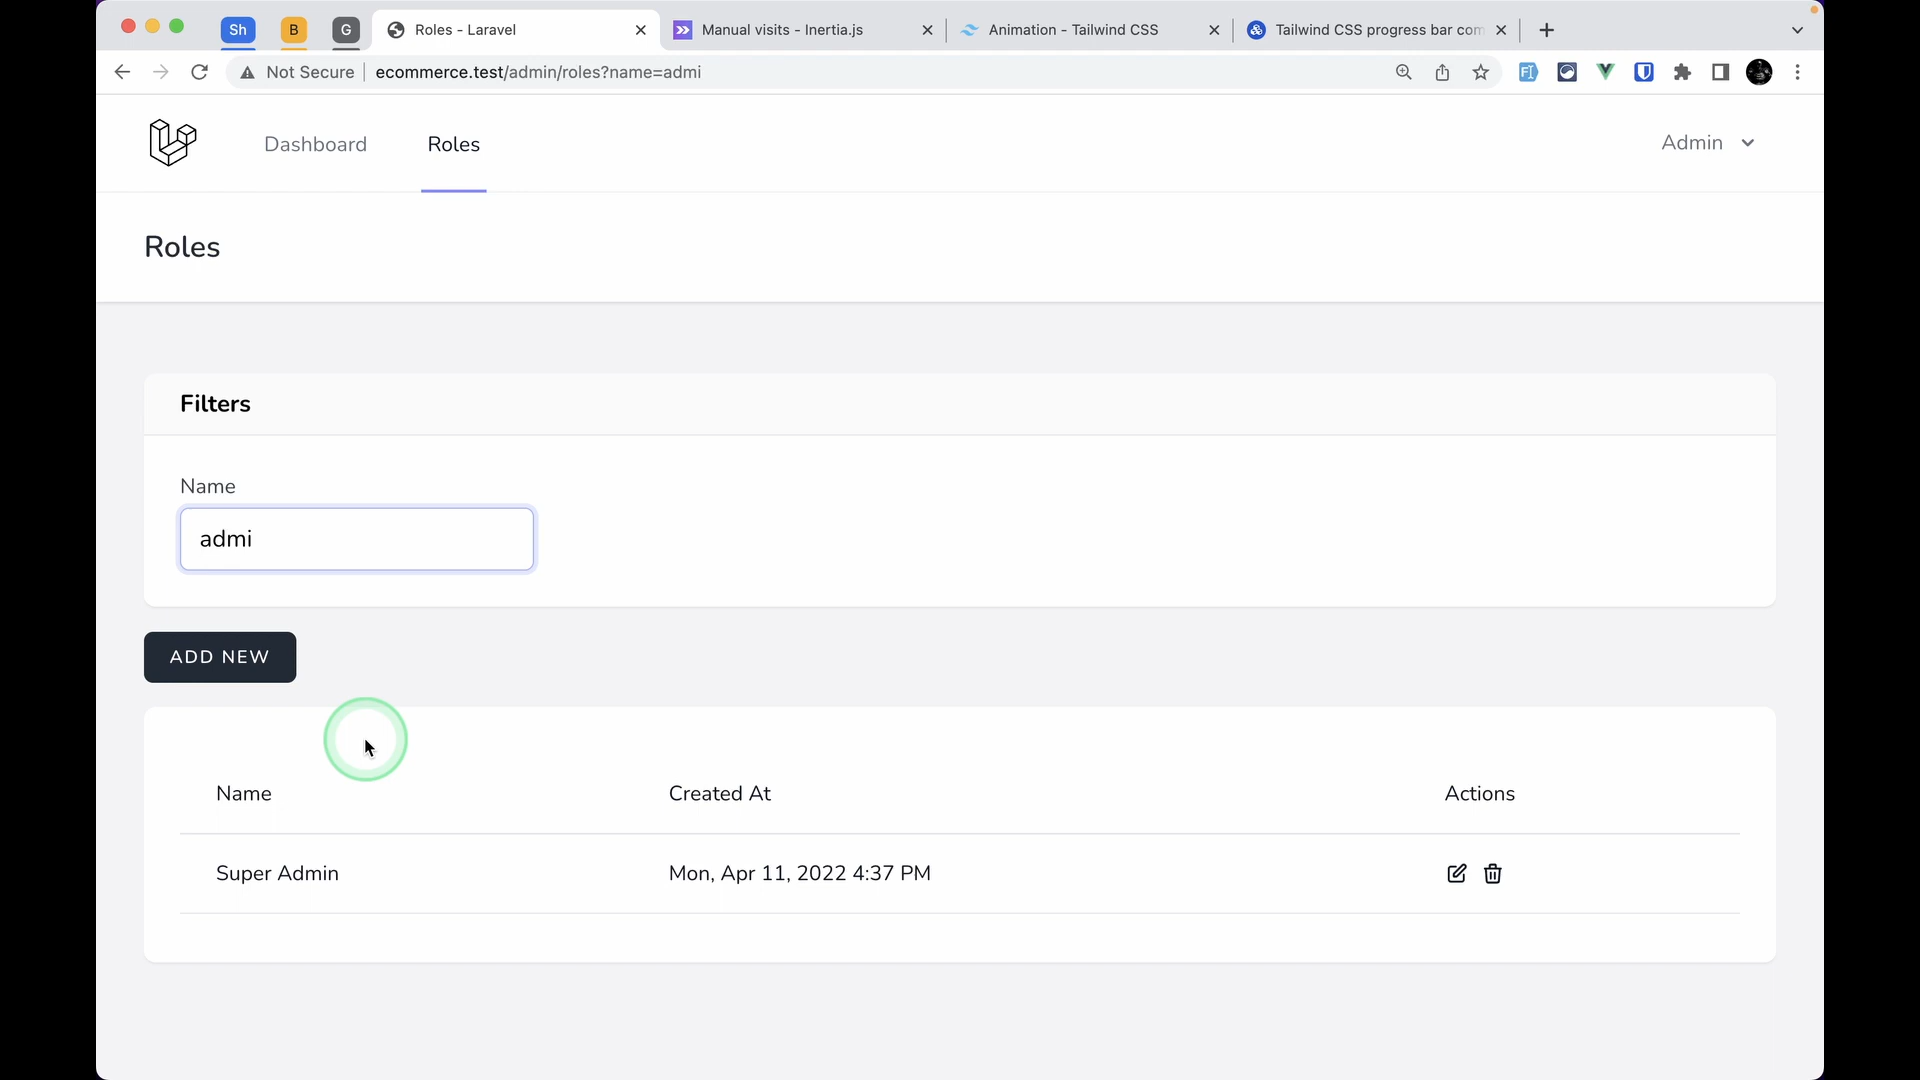 Sh B G Roles - Laravel Manual visits - Inertia.js Animation - Tailwind CSS Tailwind CSS progress bar com
Not Secure ecommerce.test/admin/roles?name=admi
Dashboard Roles Admin
Roles
Filters
Name
admi
ADD NEW
Name Created At Actions
Super Admin Mon, Apr 11, 2022 4:37 PM